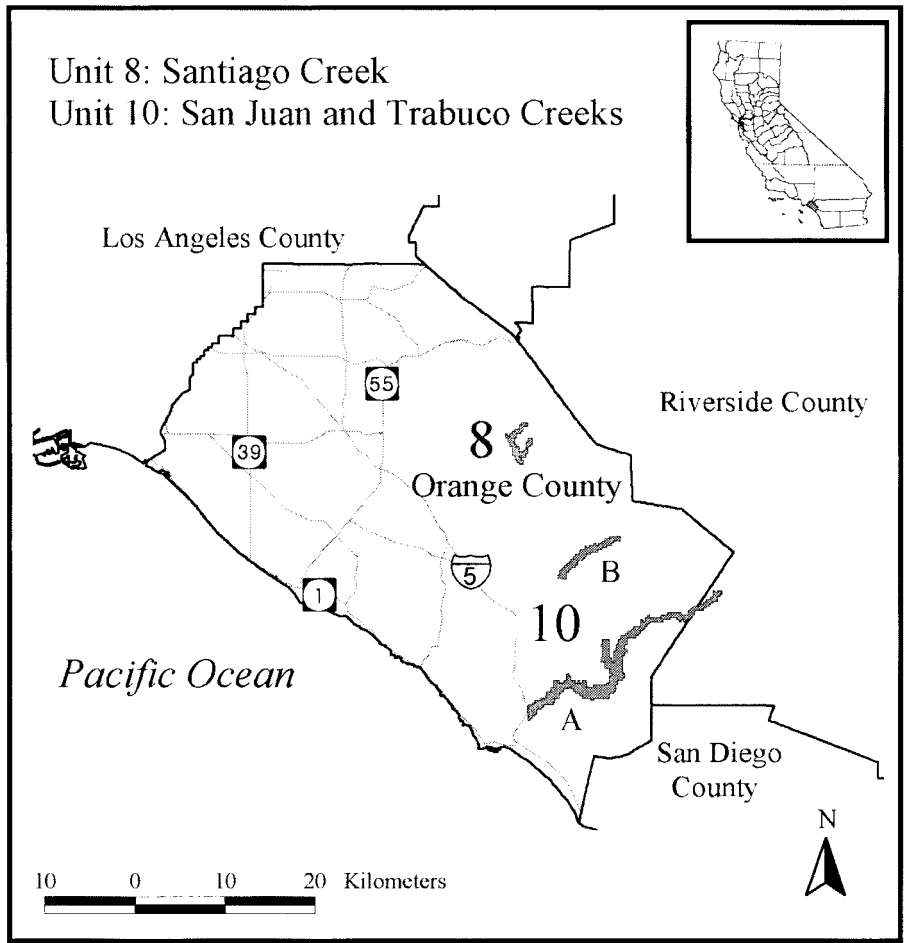 Unit 8: Santiago Creek
Unit 10: San Juan and Trabuco Creeks
Los Angeles County
55
Riverside County
8
39
Orange County
5
B
1
10
Pacific Ocean
A
San Diego
County
N
10 0 10 20 Kilometers